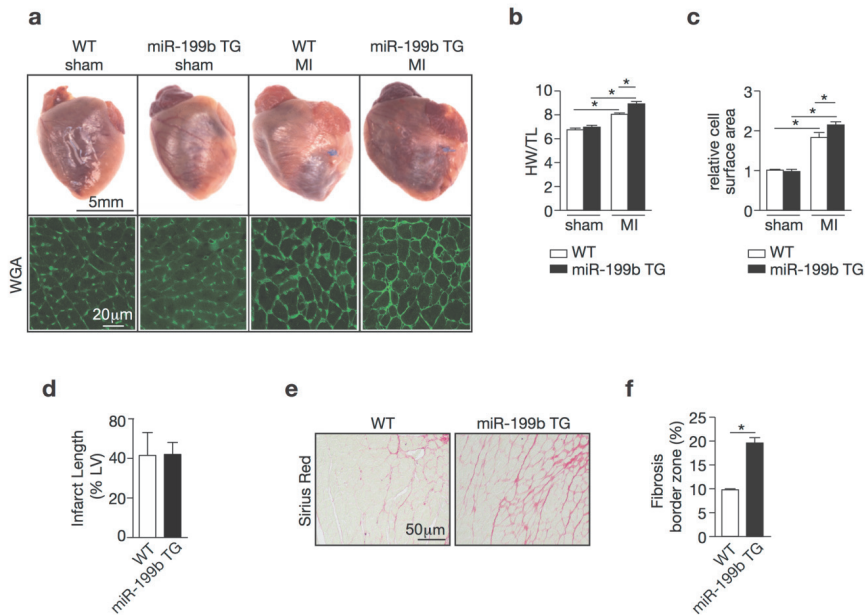 a
WT
sham
miR-199b TG
sham
WT
MI
miR-199b TG
MI
5mm
WGA
20µm
b
HW/TL
10
8
6
4
2
0
*
*
*
sham
MI
WT
miR-199b TG
c
relative cell
surface area
3
2
1
0
*
*
*
sham
MI
WT
miR-199b TG
d
Infarct Length
(% LV)
80
40
0
WT
miR-199b TG
e
WT
miR-199b TG
Sirius Red
50µm
f
Fibrosis
border zone (%)
25
20
15
10
5
0
*
WT
miR-199b TG